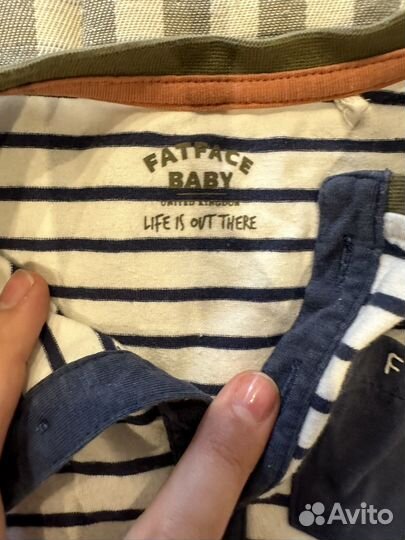 FATFACE
BABY
UNITED KINGDOM
LIFE IS OUT THERE
Avito